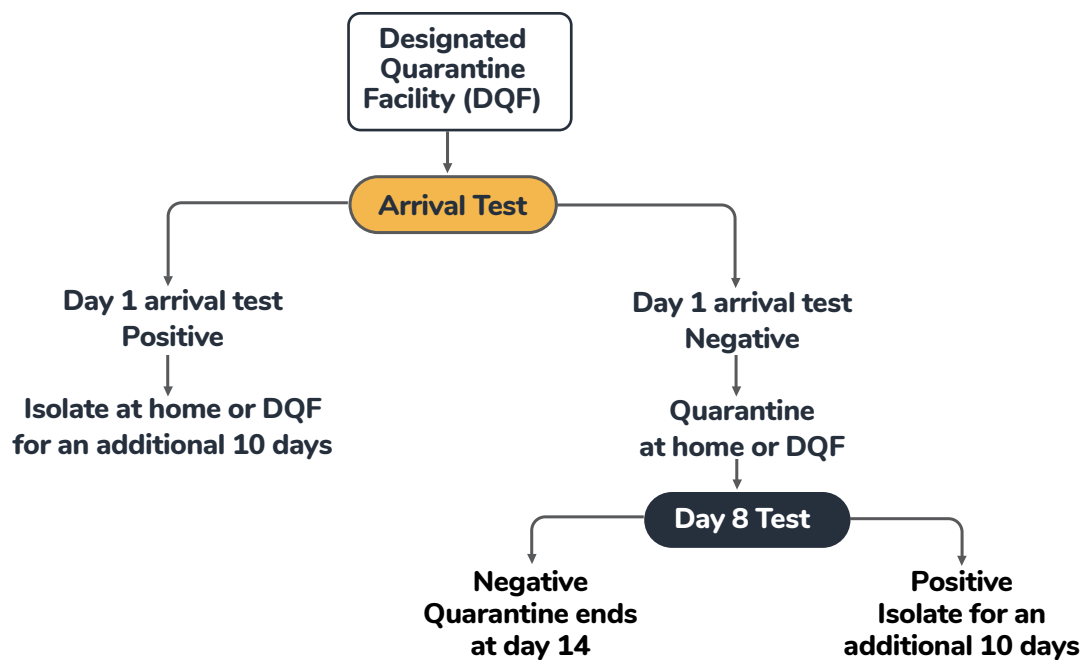 Designated
Quarantine
Facility (DQF)
Arrival Test
Day 1 arrival test
Positive
Isolate at home or DQF
for an additional 10 days
Day 1 arrival test
Negative
Quarantine
at home or DQF
Day 8 Test
Negative
Quarantine ends
at day 14
Positive
Isolate for an
additional 10 days